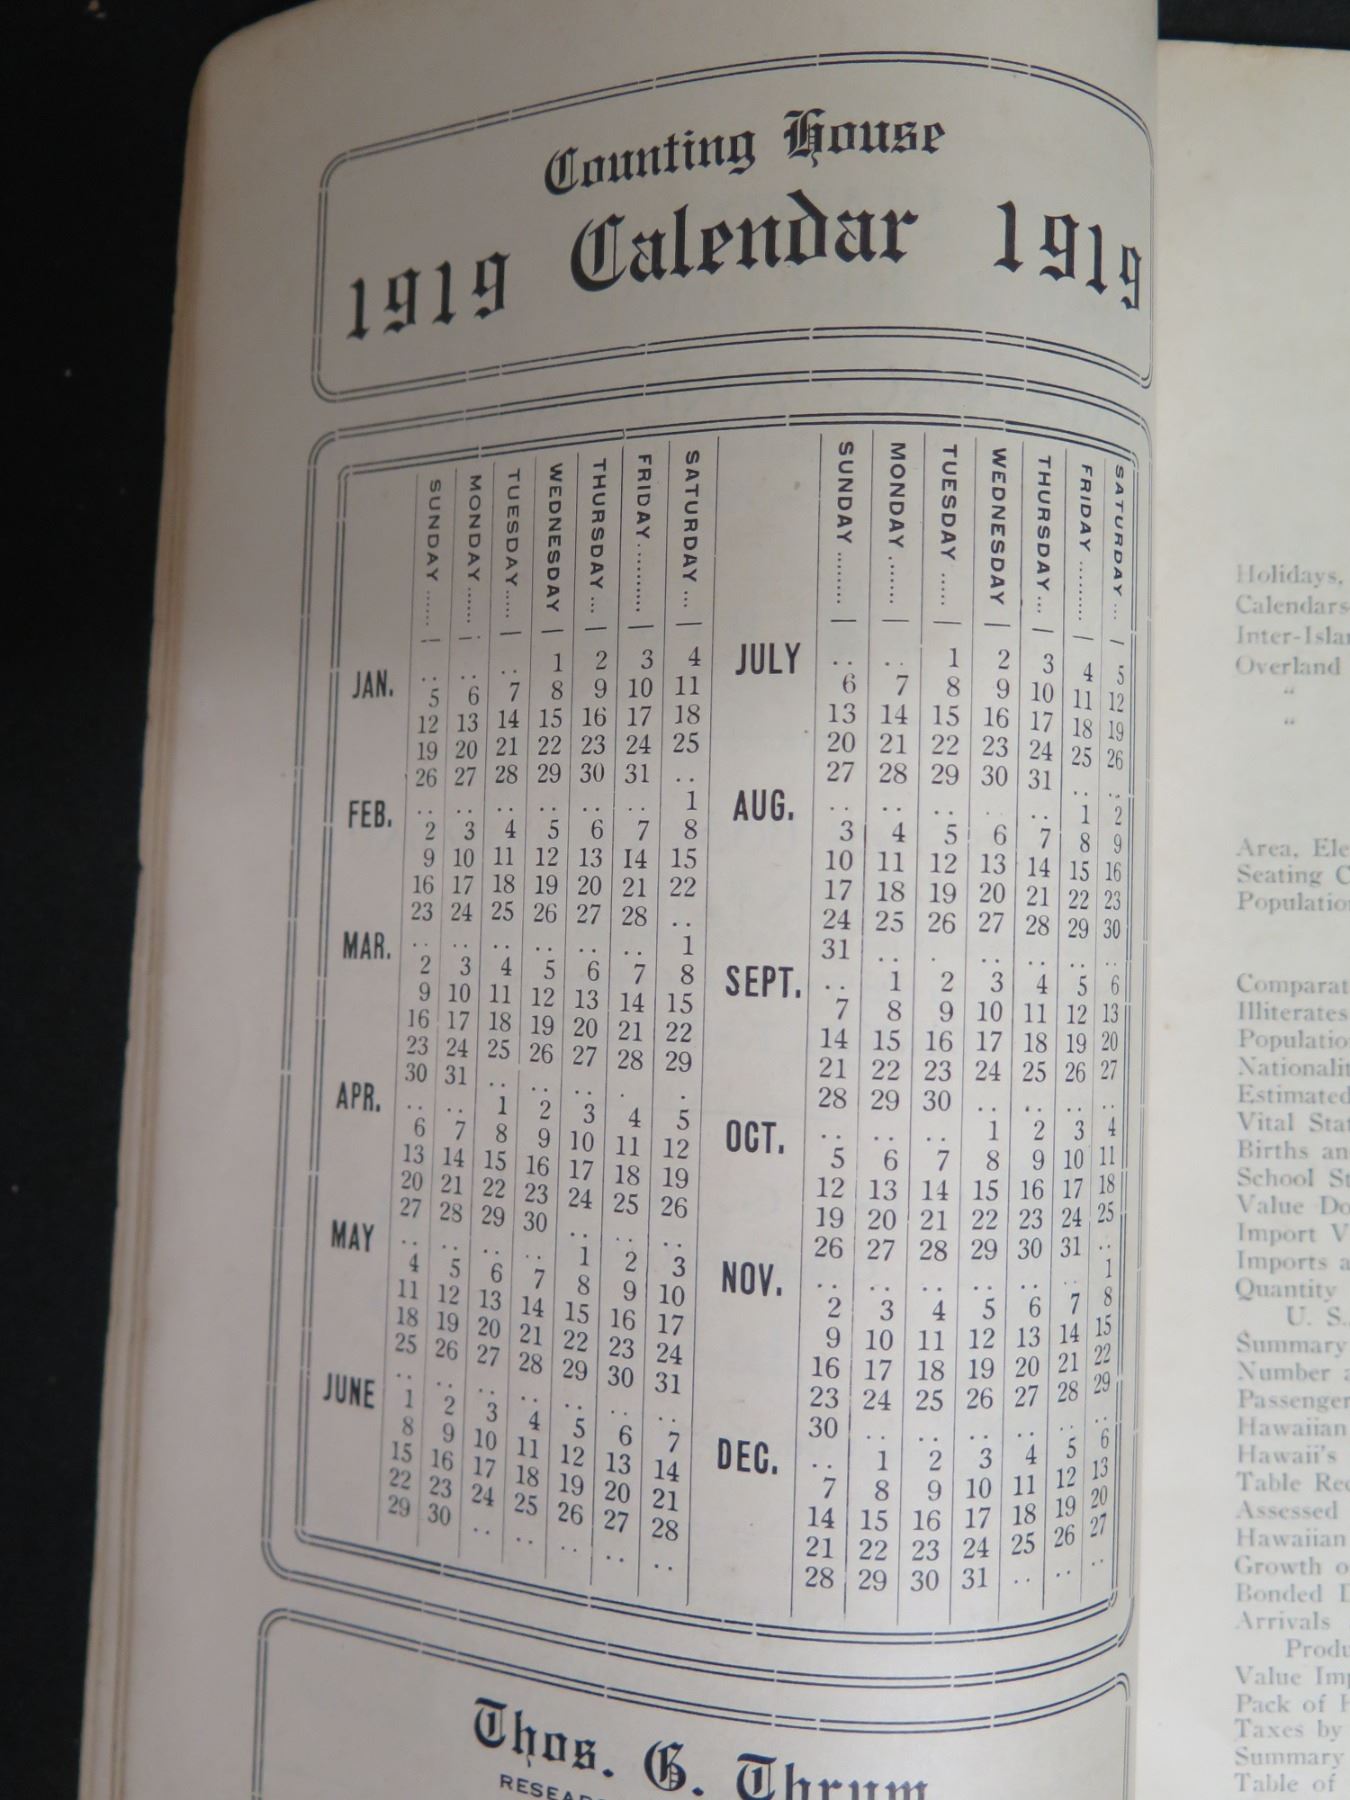 Counting House
1919 Calendar 1919
SUNDAY ....... MONDAY ...... TUESDAY ...... WEDNESDAY THURSDAY ... FRIDAY .......... SATURDAY ...
JAN. .. .. .. 1 2 3 4
5 6 7 8 9 10 11
12 13 14 15 16 17 18
19 20 21 22 23 24 25
26 27 28 29 30 31 ..
FEB. .. .. .. .. .. .. 1
2 3 4 5 6 7 8
9 10 11 12 13 14 15
16 17 18 19 20 21 22
23 24 25 26 27 28 ..
MAR. .. .. .. .. .. .. 1
2 3 4 5 6 7 8
9 10 11 12 13 14 15
16 17 18 19 20 21 22
23 24 25 26 27 28 29
30 31 .. .. .. . .
APR. .. .. 1 2 3 4 5
6 7 8 9 10 11 12
13 14 15 16 17 18 19
20 21 22 23 24 25 26
27 28 29 30 .. .. ..
MAY .. .. .. .. 1 2 3
4 5 6 7 8 9 10
11 12 13 14 15 16 17
18 19 20 21 22 23 24
25 26 27 28 29 30 31
.. .. .. .. .. .. ..
JUNE 1 2 3 4 5 6 7
8 9 10 11 12 13 14
15 16 17 18 19 20 21
22 23 24 25 26 27 28
29 30 .. .. .. .. ..
SUNDAY ......... MONDAY ........ TUESDAY ...... WEDNESDAY THURSDAY ... FRIDAY ......... SATURDAY ...
JULY .. .. 1 2 3 4 5
6 7 8 9 10 11 12
13 14 15 16 17 18 19
20 21 22 23 24 25 26
27 28 29 30 31 .. ..
AUG. .. .. .. .. .. 1 2
3 4 5 6 7 8 9
10 11 12 13 14 15 16
17 18 19 20 21 22 23
24 25 26 27 28 29 30
31 .. . .. .. .. ..
SEPT. .. 1 2 3 4 5 6
7 8 9 10 11 12 13
14 15 16 17 18 19 20
21 22 23 24 25 26 27
28 29 30 .. .. .. ..
OCT. .. .. .. 1 2 3 4
5 6 7 8 9 10 11
12 13 14 15 16 17 18
19 20 21 22 23 24 25
26 27 28 29 30 31 ..
NOV. .. .. .. .. .. .. 1
2 3 4 5 6 7 8
9 10 11 12 13 14 15
16 17 18 19 20 21 22
23 24 25 26 27 28 29
30 .. .. .. .. .. ..
DEC. .. 1 2 3 4 5 6
7 8 9 10 11 12 13
14 15 16 17 18 19 20
21 22 23 24 25 26 27
28 29 30 31 .. .. ..
Thos. G. Thrum
Holidays,
Calendars
Inter-Isla
Overland
"
"
Area, Ele
Seating C
Populatio
Comparat
Illiterates
Populatio
Nationalit
Estimated
Vital Stat
Births an
School St
Value Do
Import V
Imports a
Quantity
U. S.
Summary
Number a
Passenger
Hawaiian
Hawaii's
Table Rec
Assessed
Hawaiian
Growth o
Bonded D
Arrivals
Produ
Value Imp
Pack of H
Taxes by
Summary
Table of